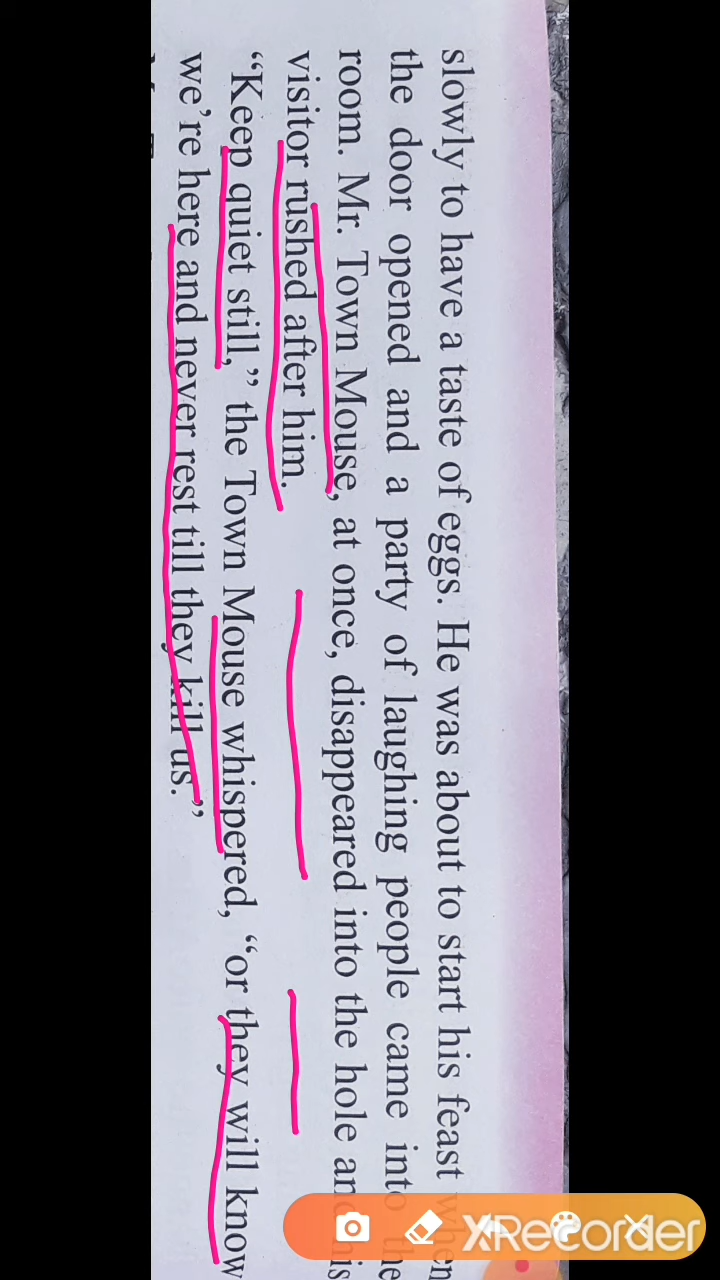 slowly to have a taste of eggs. He was about to start his feast when
the door opened and a party of laughing people came into the
room. Mr. Town Mouse, at once, disappeared into the hole and his
visitor rushed after him.
“Keep quiet still,” the Town Mouse whispered, “or they will know
we’re here and never rest till they kill us.”
XRecorder